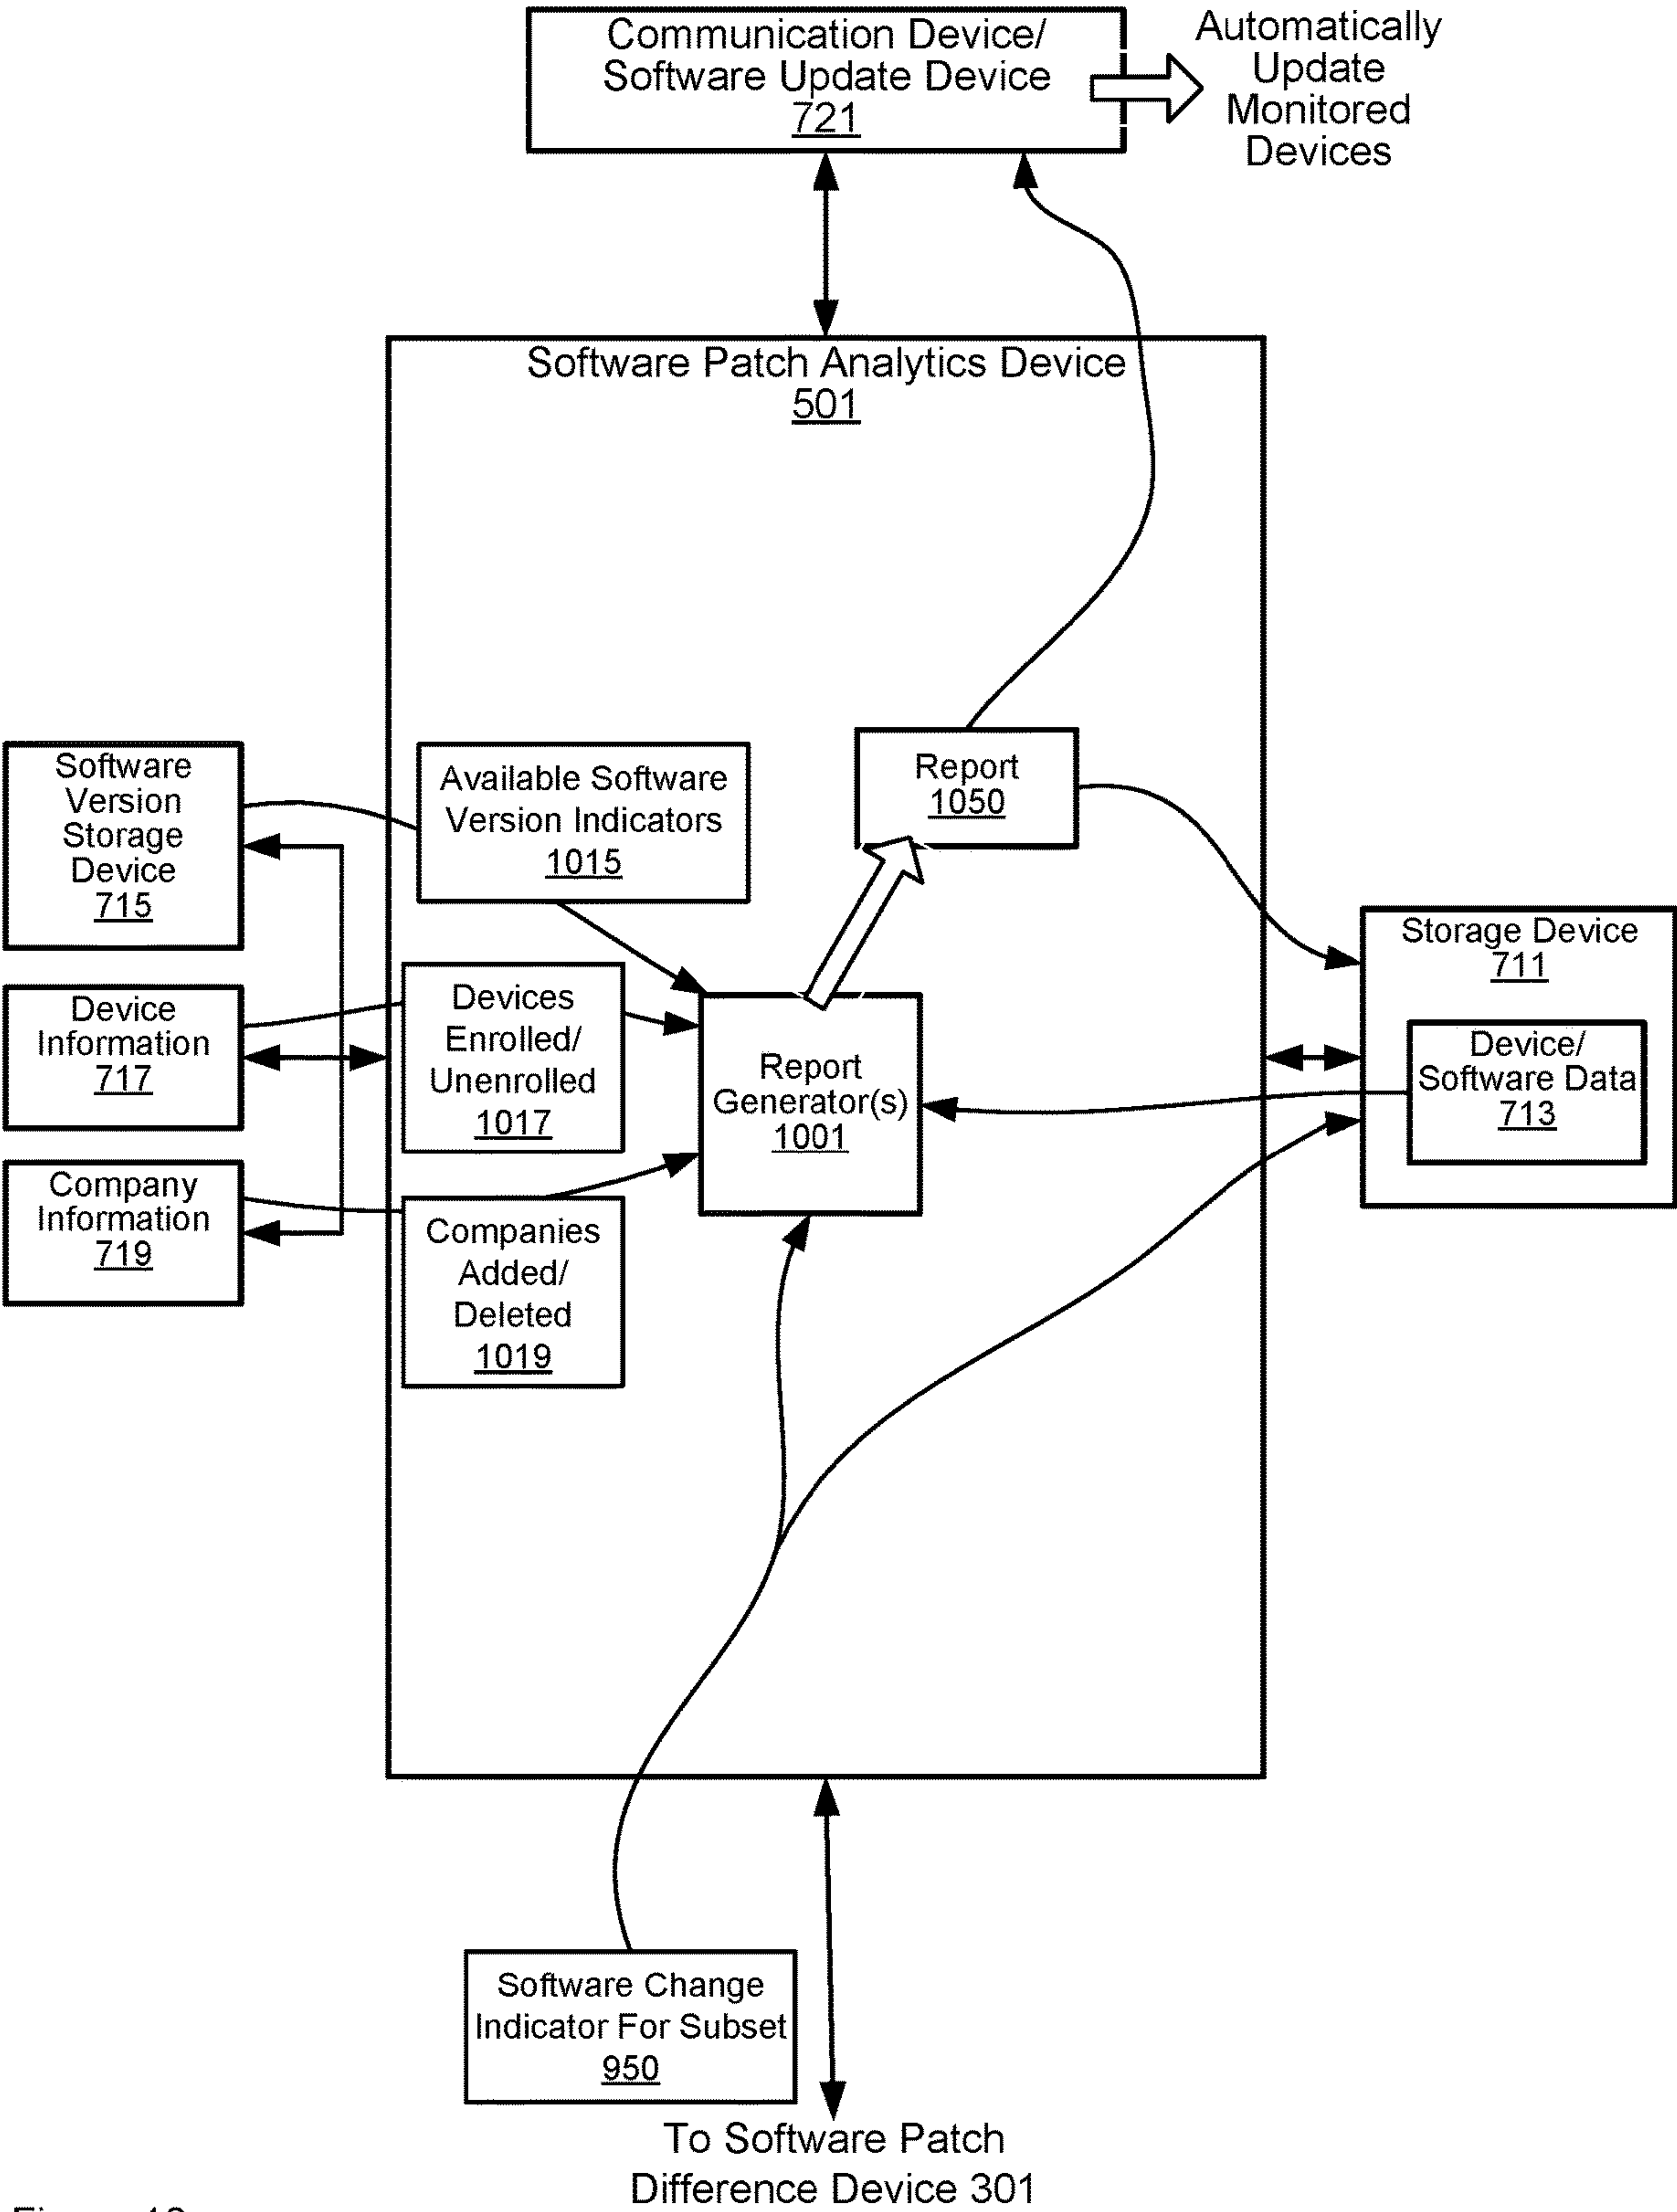 Communication Device/
Software Update Device
721
Automatically
Update
Monitored
Devices
Software Patch Analytics Device
501
Software
Version
Storage
Device
715
Available Software
Version Indicators
1015
Report
1050
Storage Device
711
Device/
Software Data
713
Device
Information
717
Devices
Enrolled/
Unenrolled
1017
Report
Generator(s)
1001
Company
Information
719
Companies
Added/
Deleted
1019
Software Change
Indicator For Subset
950
To Software Patch
Difference Device 301